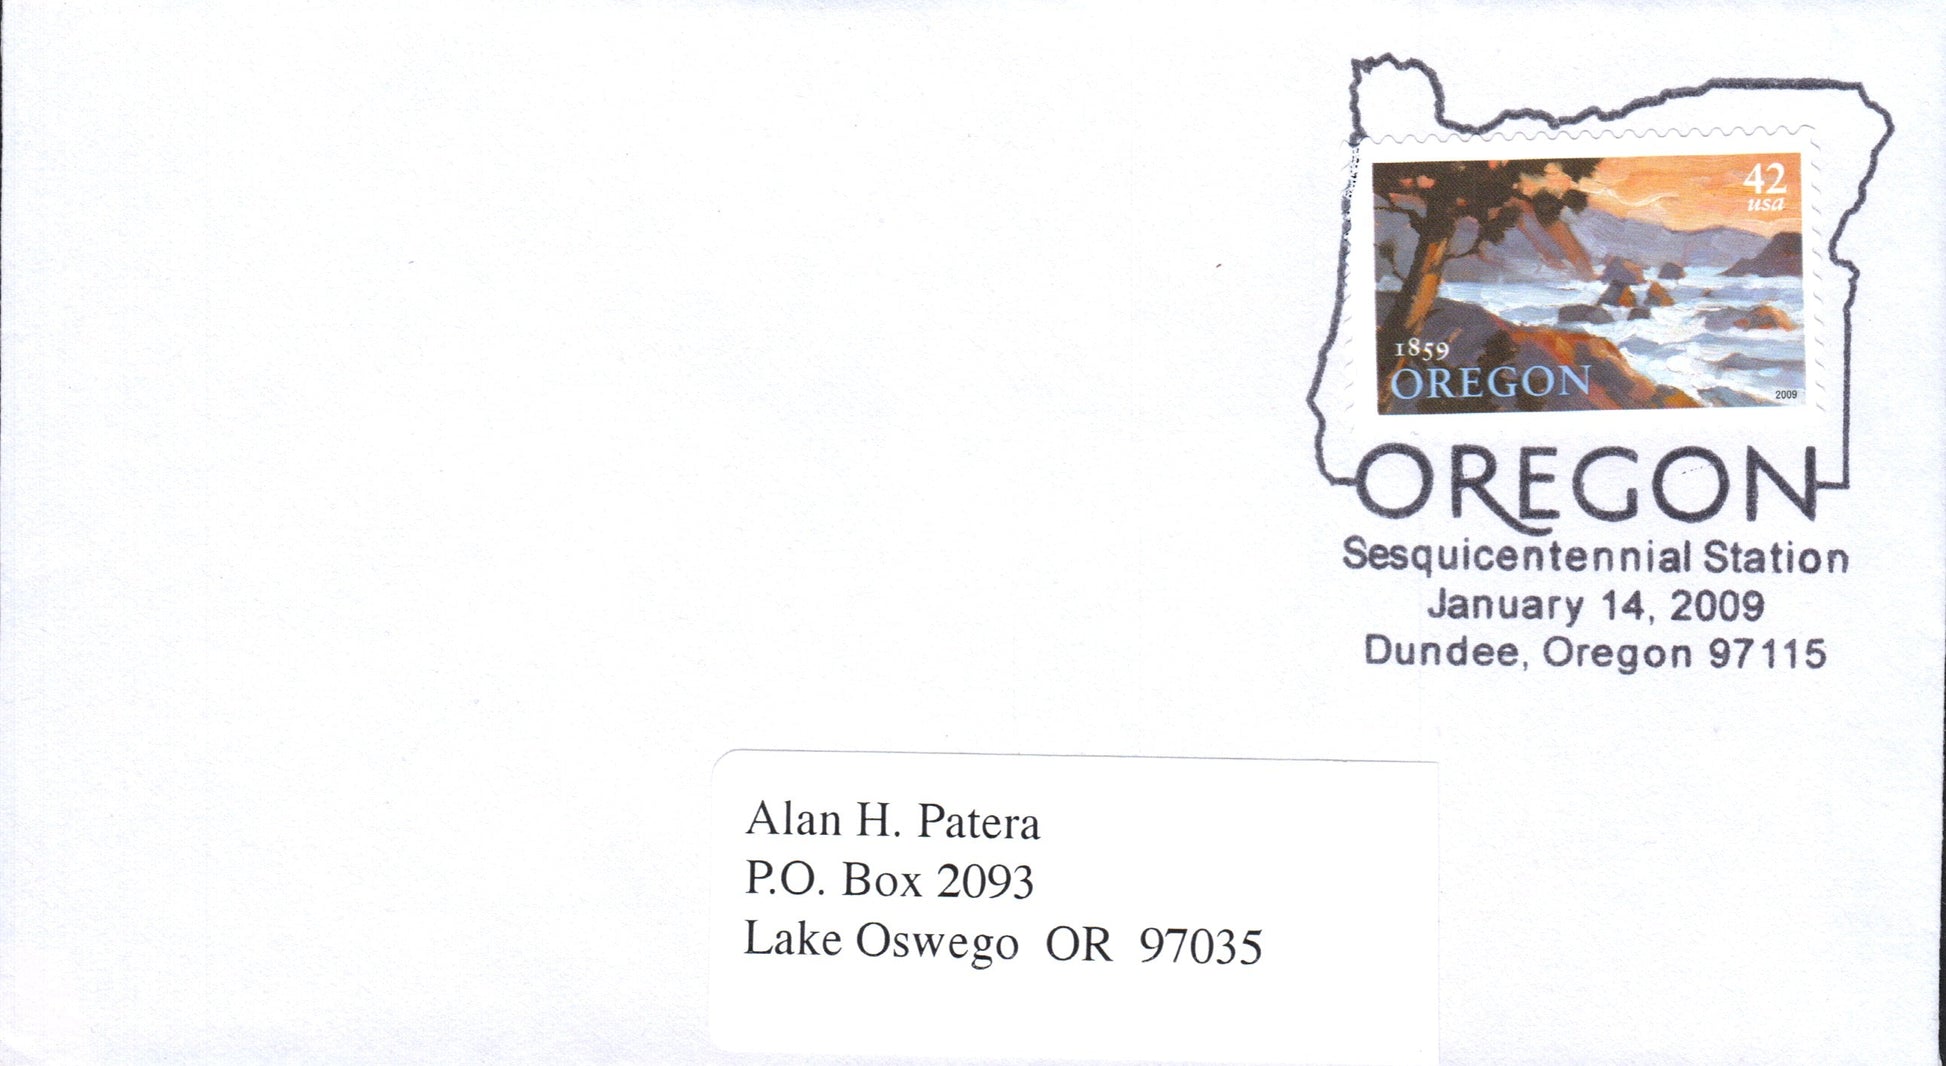 42
usa
1859
OREGON
2009
OREGON
Sesquicentennial Station
January 14, 2009
Dundee, Oregon 97115
Alan H. Patera
P.O. Box 2093
Lake Oswego OR 97035